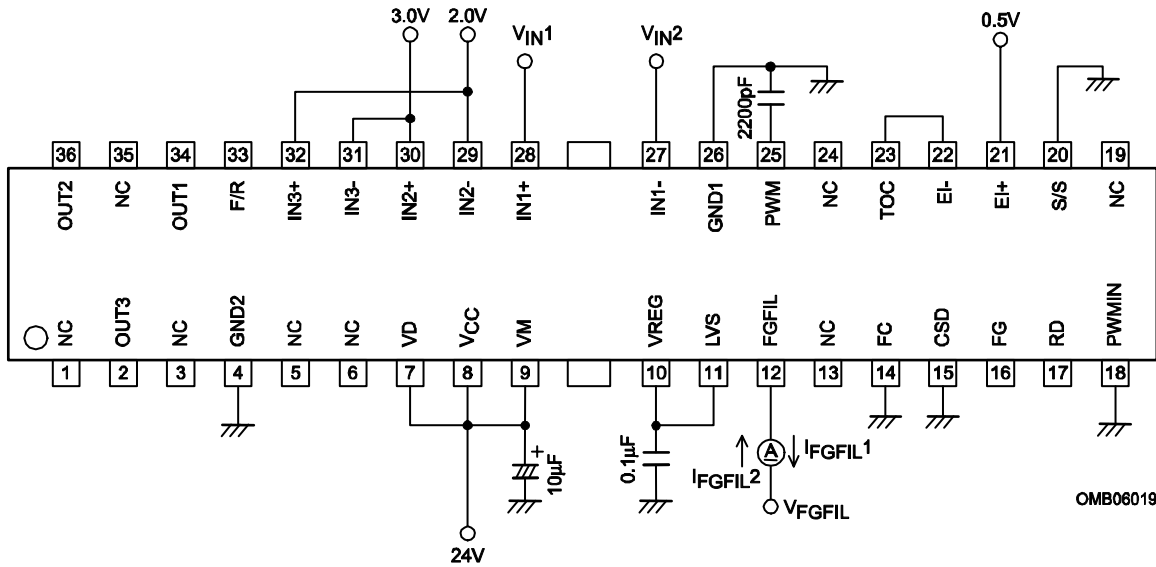 3.0V 2.0V VIN1 VIN2 0.5V
2200pF
36 35 34 33 32 31 30 29 28 27 26 25 24 23 22 21 20 19
OUT2 NC OUT1 F/R IN3+ IN3- IN2+ IN2- IN1+ IN1- GND1 PWM NC TOC EI- EI+ S/S NC
NC OUT3 NC GND2 NC NC VD VCC VM VREG LVS FGFIL NC FC CSD FG RD PWMIN
1 2 3 4 5 6 7 8 9 10 11 12 13 14 15 16 17 18
+
10µF
0.1µF
A
IFGFIL1
IFGFIL2
VFGFIL
24V
OMB06019